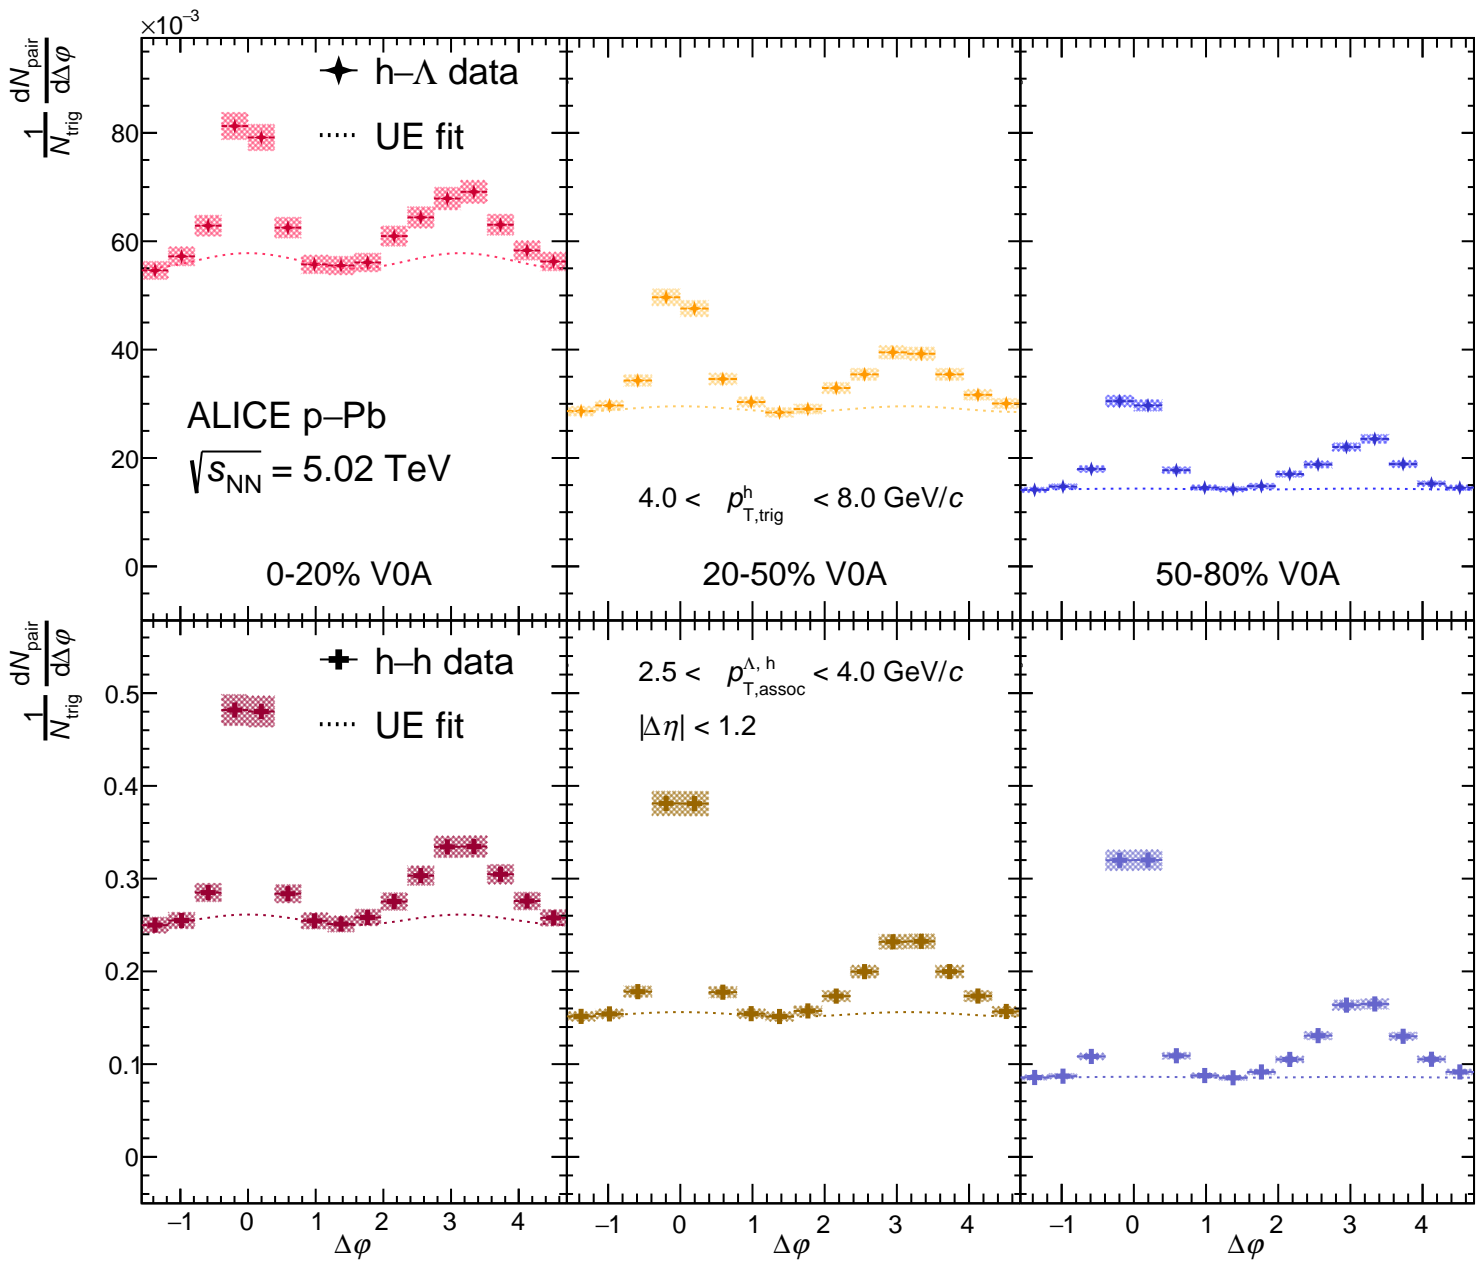 ×10⁻³
1/N_trig dN_pair/dΔφ
h–Λ data
UE fit
80
60
40
20
0
ALICE p–Pb
√s_NN = 5.02 TeV
4.0 < p^h_T,trig < 8.0 GeV/c
0-20% V0A
20-50% V0A
50-80% V0A
1/N_trig dN_pair/dΔφ
h–h data
UE fit
2.5 < p^Λ, h_T,assoc < 4.0 GeV/c
|Δη| < 1.2
0.5
0.4
0.3
0.2
0.1
0
−1 0 1 2 3 4
−1 0 1 2 3 4
−1 0 1 2 3 4
Δφ
Δφ
Δφ